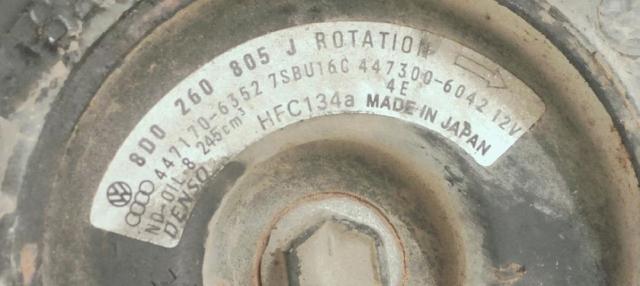 8D0 260 805 J ROTATION
447170-6352 7SBU16C 447300-6042 12V
ND-OIL-8 245cm³ HFC134a 4E MADE IN JAPAN
DENSO